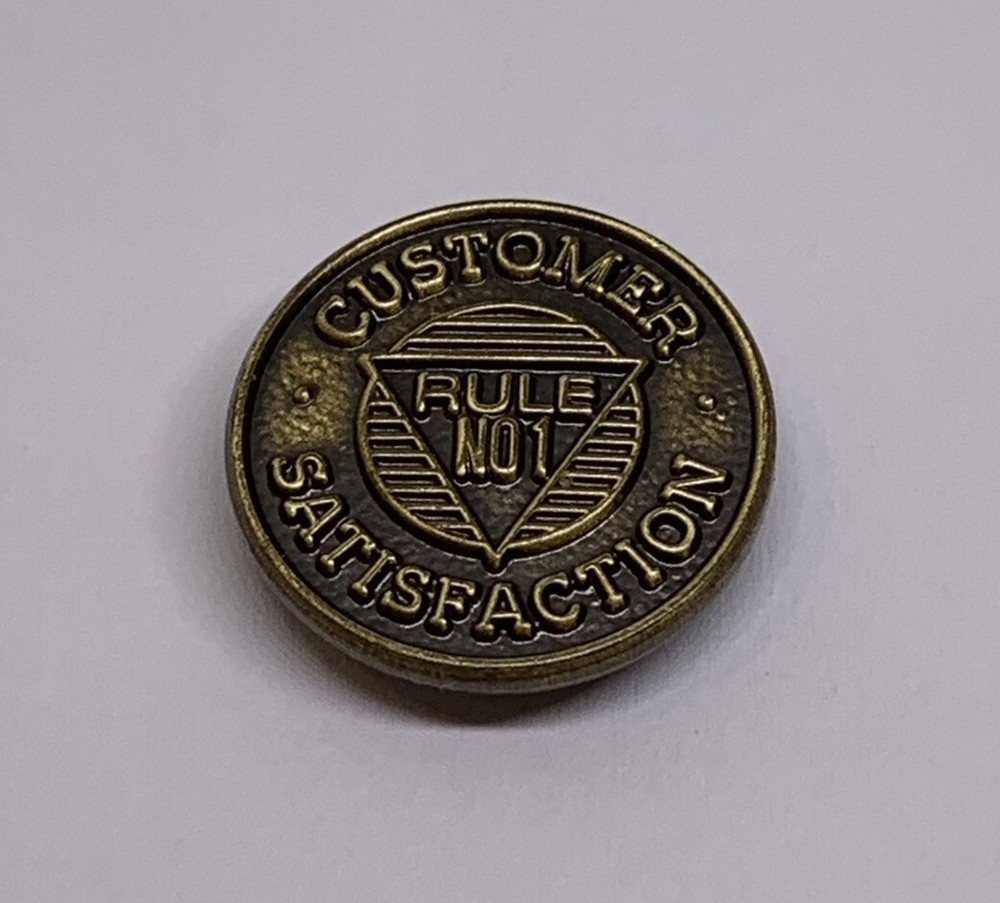 CUSTOMER
RULE
NO1
SATISFACTION